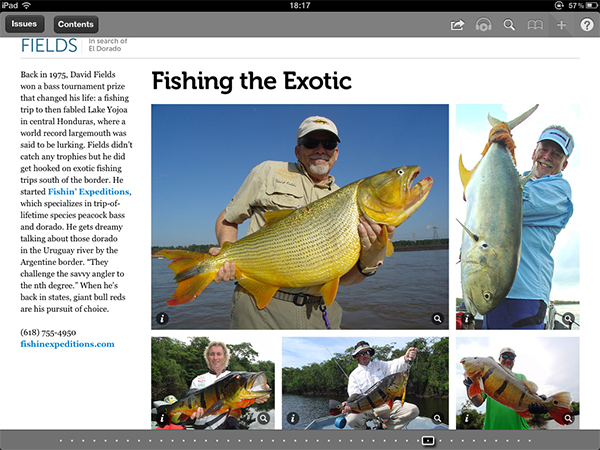 iPad 18:17 57%
Issues Contents
FIELDS In search of
El Dorado
Fishing the Exotic
Back in 1975, David Fields
won a bass tournament prize
that changed his life: a fishing
trip to then fabled Lake Yojoa
in central Honduras, where a
world record largemouth was
said to be lurking. Fields didn't
catch any trophies but he did
get hooked on exotic fishing
trips south of the border. He
started Fishin' Expeditions,
which specializes in trip-of-
lifetime species peacock bass
and dorado. He gets dreamy
talking about those dorado
in the Uruguay river by the
Argentine border. "They
challenge the savvy angler to
the nth degree." When he's
back in states, giant bull reds
are his pursuit of choice.
(618) 755-4950
fishinexpeditions.com